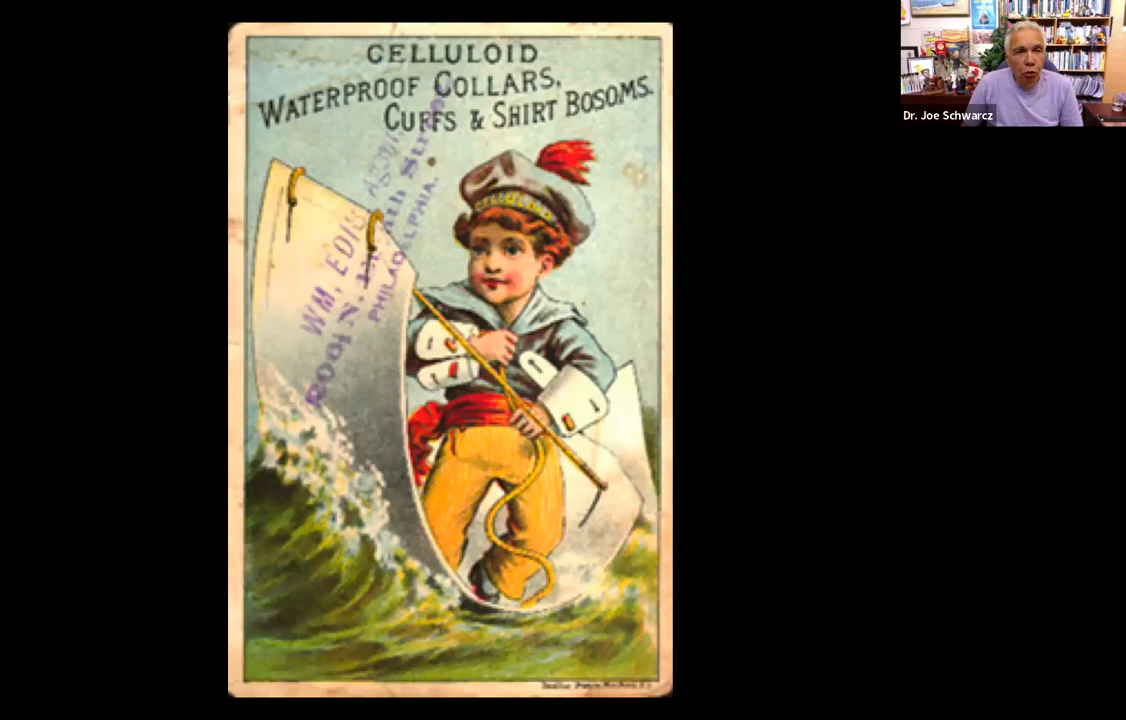 CELLULOID
WATERPROOF COLLARS,
CUFFS & SHIRT BOSOMS.
CELLULOID
WM. EDIS
PHILADELPHIA.
Dr. Joe Schwarcz